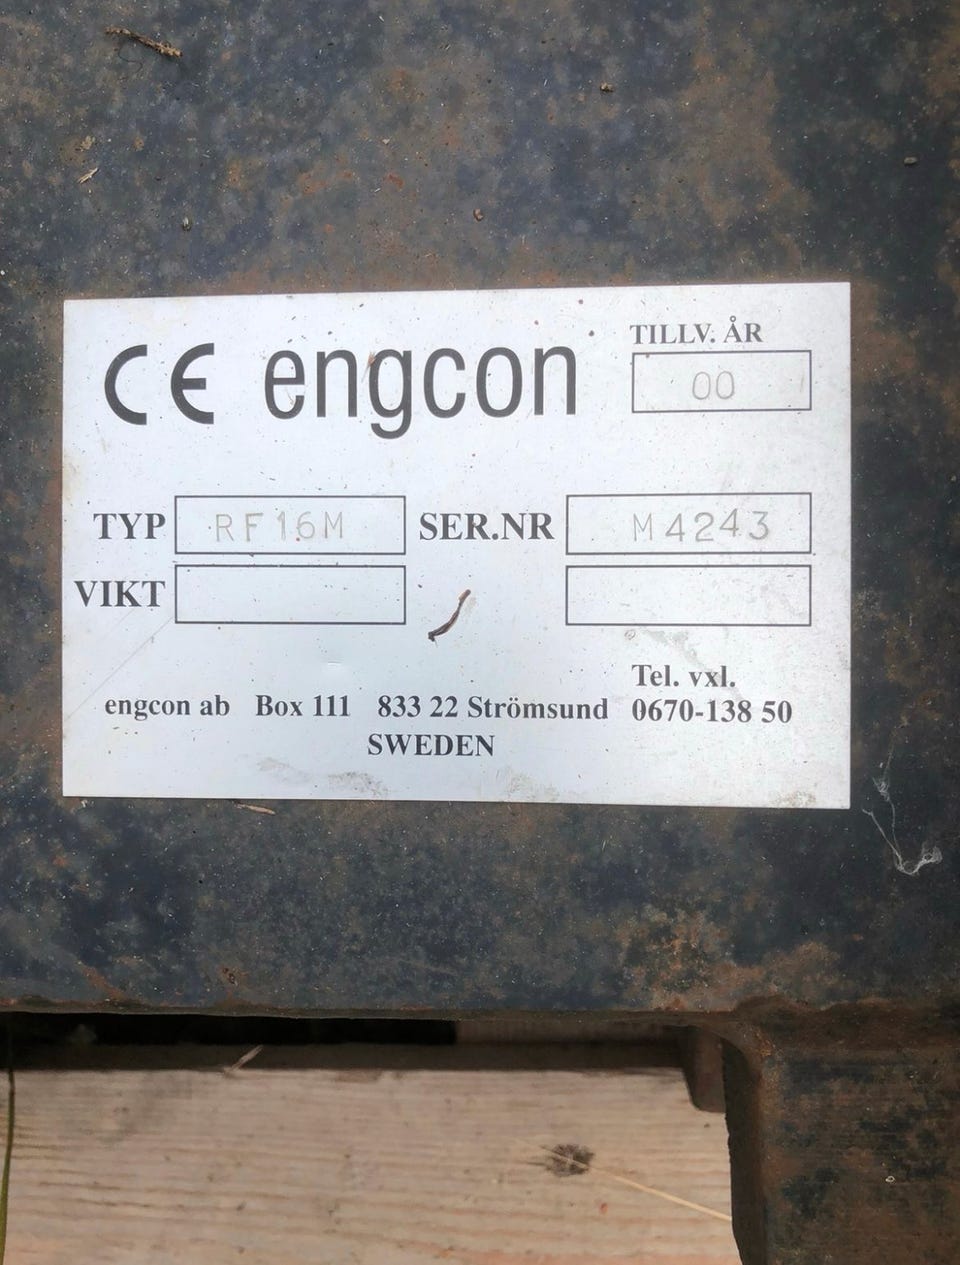 CE engcon
TILLV. ÅR
00
TYP RF16M SER.NR M4243
VIKT
Tel. vxl.
engcon ab Box 111 833 22 Strömsund 0670-138 50
SWEDEN